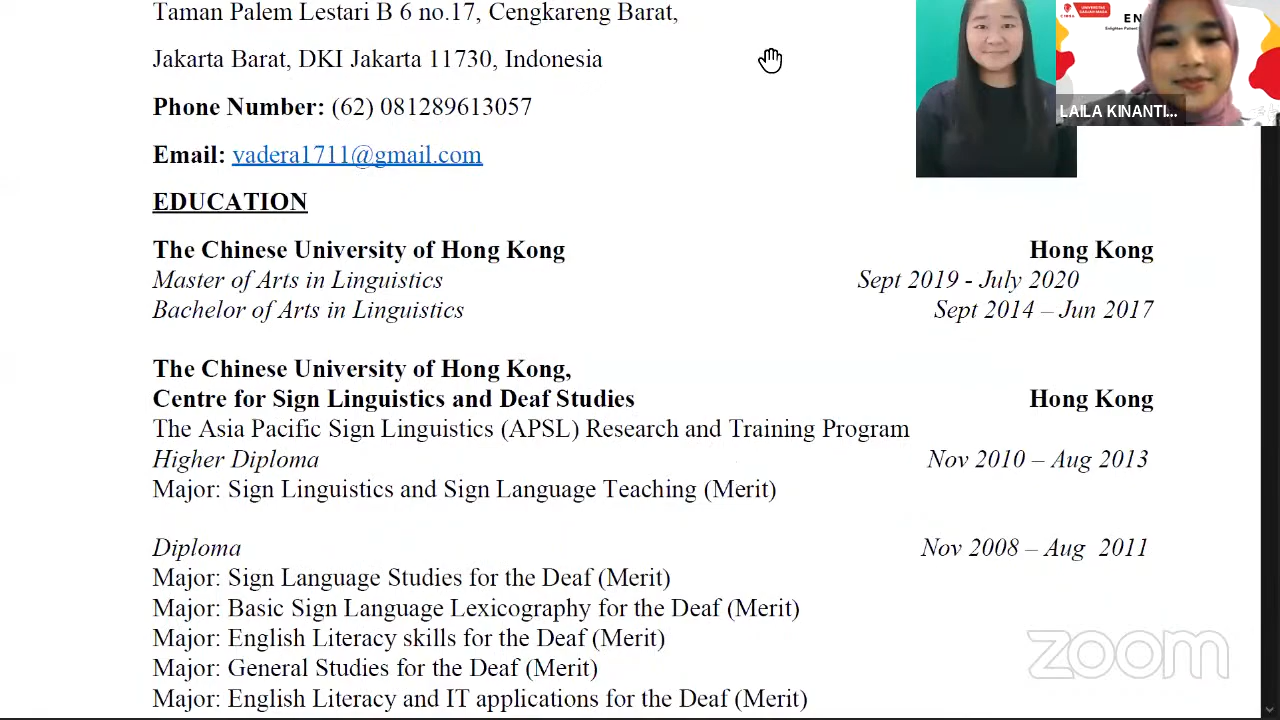 Taman Palem Lestari B 6 no.17, Cengkareng Barat,
Jakarta Barat, DKI Jakarta 11730, Indonesia
Phone Number: (62) 081289613057
Email: vadera1711@gmail.com
UNIVERSITAS
GADJAH MADA
EN
LAILA KINANTI...
EDUCATION
The Chinese University of Hong Kong Hong Kong
Master of Arts in Linguistics Sept 2019 - July 2020
Bachelor of Arts in Linguistics Sept 2014 – Jun 2017
The Chinese University of Hong Kong,
Centre for Sign Linguistics and Deaf Studies Hong Kong
The Asia Pacific Sign Linguistics (APSL) Research and Training Program
Higher Diploma Nov 2010 – Aug 2013
Major: Sign Linguistics and Sign Language Teaching (Merit)
Diploma Nov 2008 – Aug 2011
Major: Sign Language Studies for the Deaf (Merit)
Major: Basic Sign Language Lexicography for the Deaf (Merit)
Major: English Literacy skills for the Deaf (Merit)
Major: General Studies for the Deaf (Merit)
Major: English Literacy and IT applications for the Deaf (Merit)
zoom